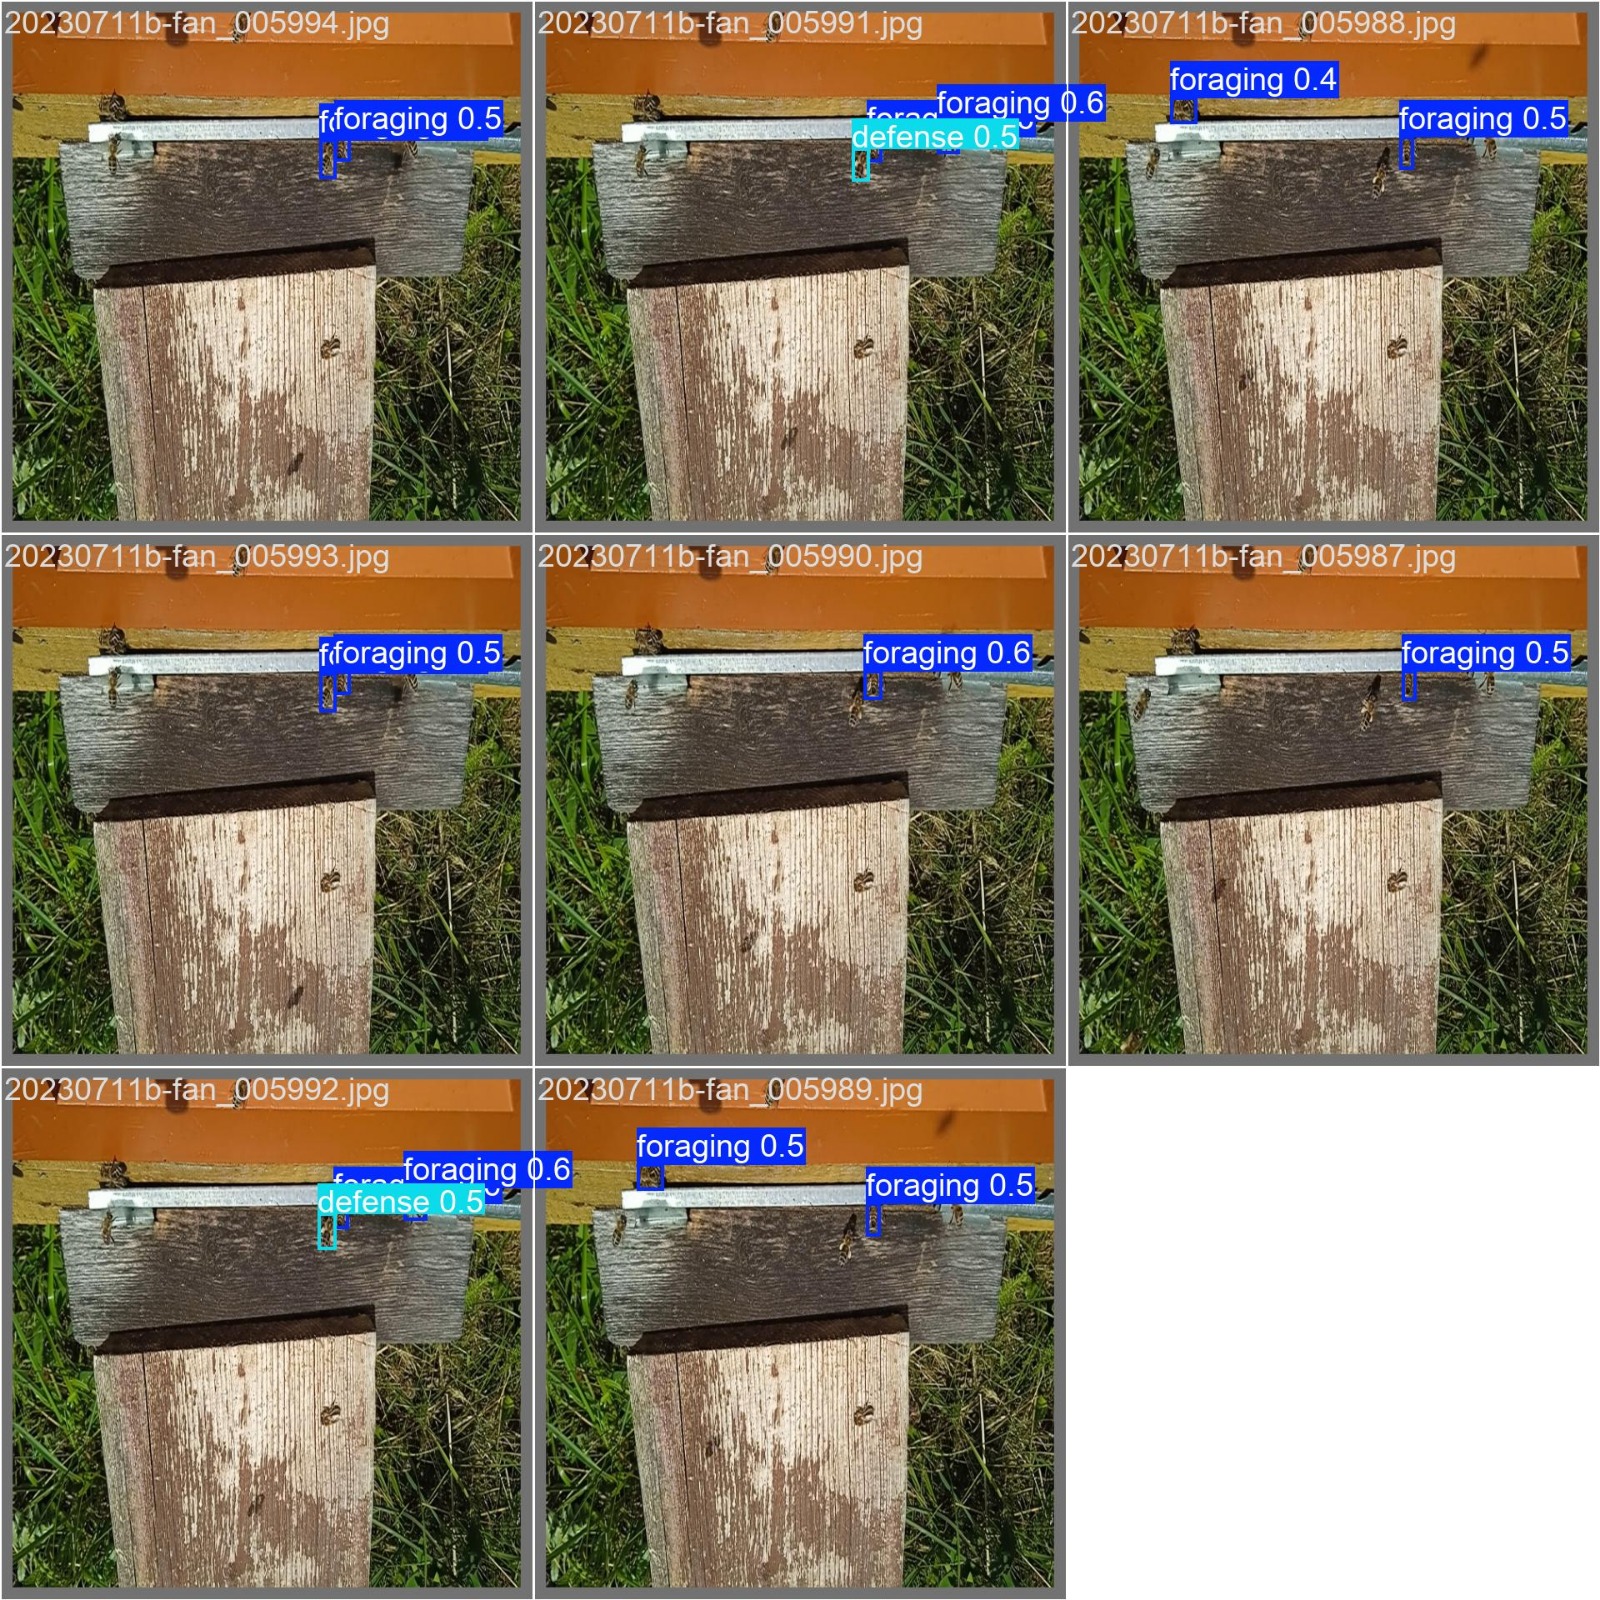 20230711b-fan_005994.jpg
foraging 0.5
20230711b-fan_005991.jpg
foraging 0.6
defense 0.5
20230711b-fan_005988.jpg
foraging 0.4
foraging 0.5
20230711b-fan_005993.jpg
foraging 0.5
20230711b-fan_005990.jpg
foraging 0.6
20230711b-fan_005987.jpg
foraging 0.5
20230711b-fan_005992.jpg
foraging 0.6
defense 0.5
20230711b-fan_005989.jpg
foraging 0.5
foraging 0.5